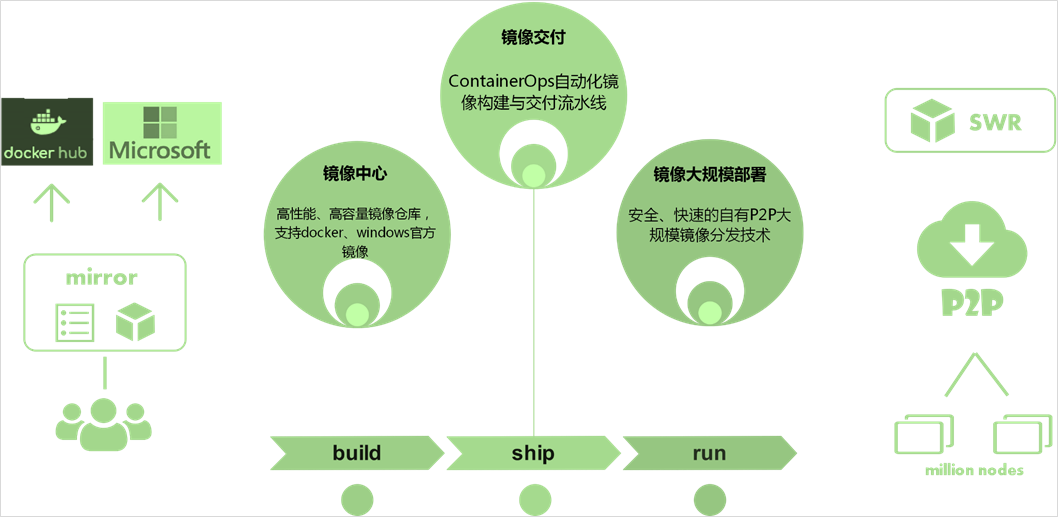 镜像交付
ContainerOps自动化镜
像构建与交付流水线
docker hub
Microsoft
镜像中心
高性能、高容量镜像仓库，
支持docker、windows官方
镜像
镜像大规模部署
安全、快速的自有P2P大
规模镜像分发技术
SWR
mirror
P2P
build
ship
run
million nodes